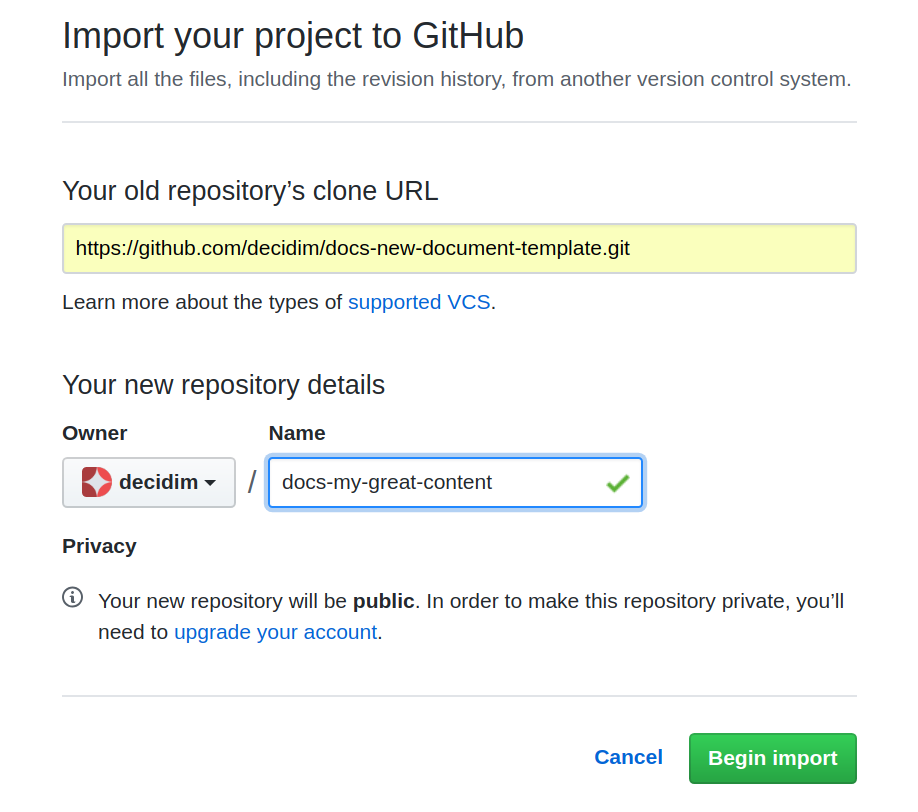 Import your project to GitHub
Import all the files, including the revision history, from another version control system.
Your old repository’s clone URL
https://github.com/decidim/docs-new-document-template.git
Learn more about the types of supported VCS.
Your new repository details
Owner Name
decidim / docs-my-great-content
Privacy
Your new repository will be public. In order to make this repository private, you’ll
need to upgrade your account.
Cancel Begin import